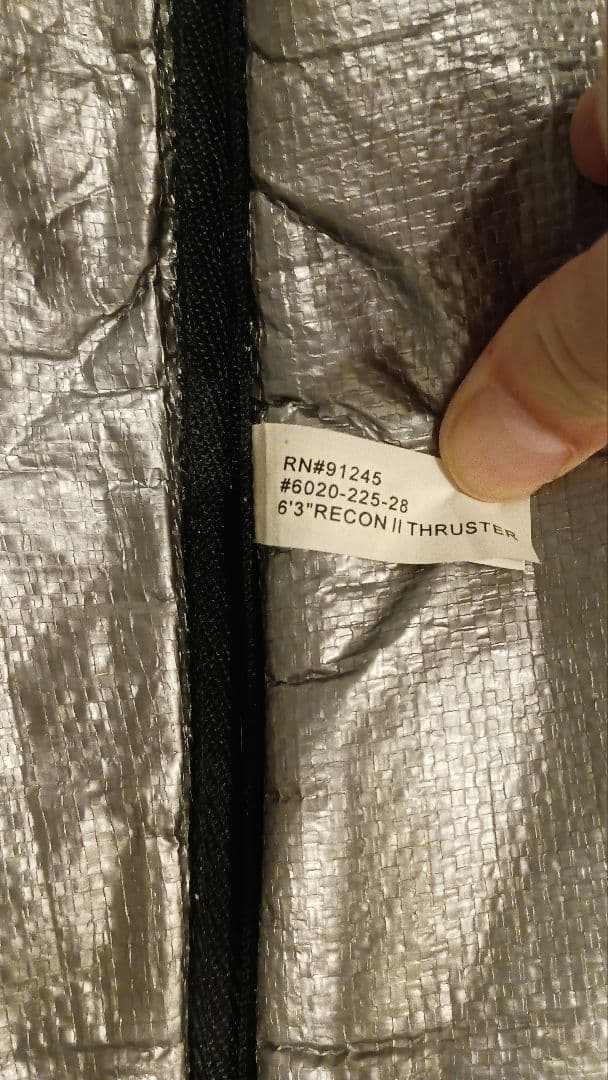 RN#91245
#6020-225-28
6'3"RECON II THRUSTER